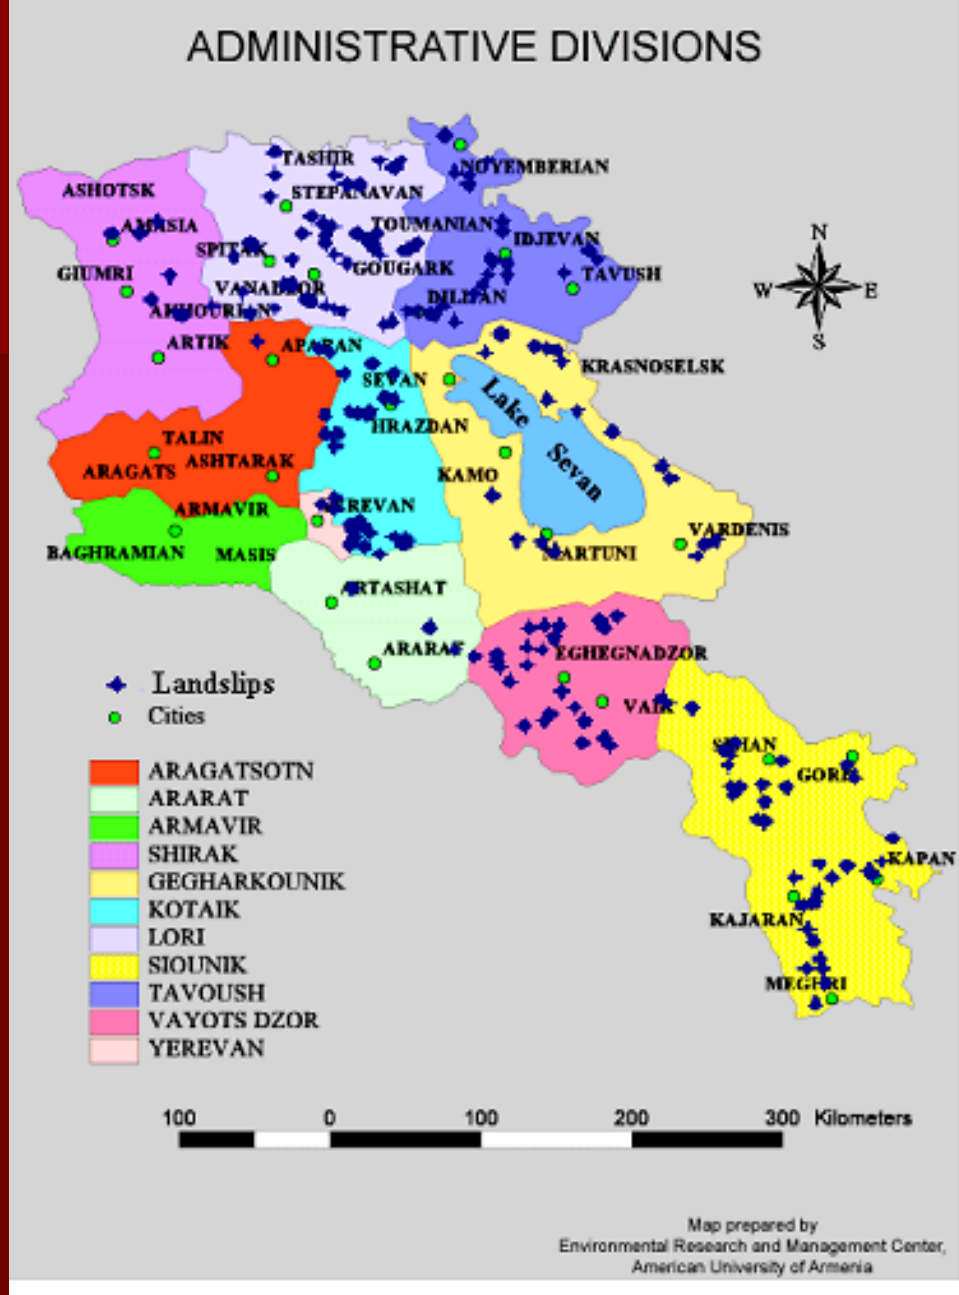 ADMINISTRATIVE DIVISIONS
TASHIR
NOYEMBERIAN
ASHOTSK
STEPANAVAN
AMASIA
TOUMANIAN
IDJEVAN
N
SPITAK
GIUMRI
GOUGARK
TAVUSH
VANADZOR
DILIJAN
W
E
AKHOURIAN
S
ARTIK
APARAN
KRASNOSELSK
SEVAN
Lake
HRAZDAN
TALIN
Sevan
ARAGATS
ASHTARAK
KAMO
ARMAVIR
EREVAN
VARDENIS
BAGHRAMIAN
MASIS
MARTUNI
ARTASHAT
ARARAT
EGHEGNADZOR
Landslips
VAIK
Cities
SISIAN
ARAGATSOTN
GORIS
ARARAT
ARMAVIR
SHIRAK
KAPAN
GEGHARKOUNIK
KOTAIK
KAJARAN
LORI
SIOUNIK
MEGHRI
TAVOUSH
VAYOTS DZOR
YEREVAN
100 0 100 200 300 Kilometers
Map prepared by
Environmental Research and Management Center,
American University of Armenia